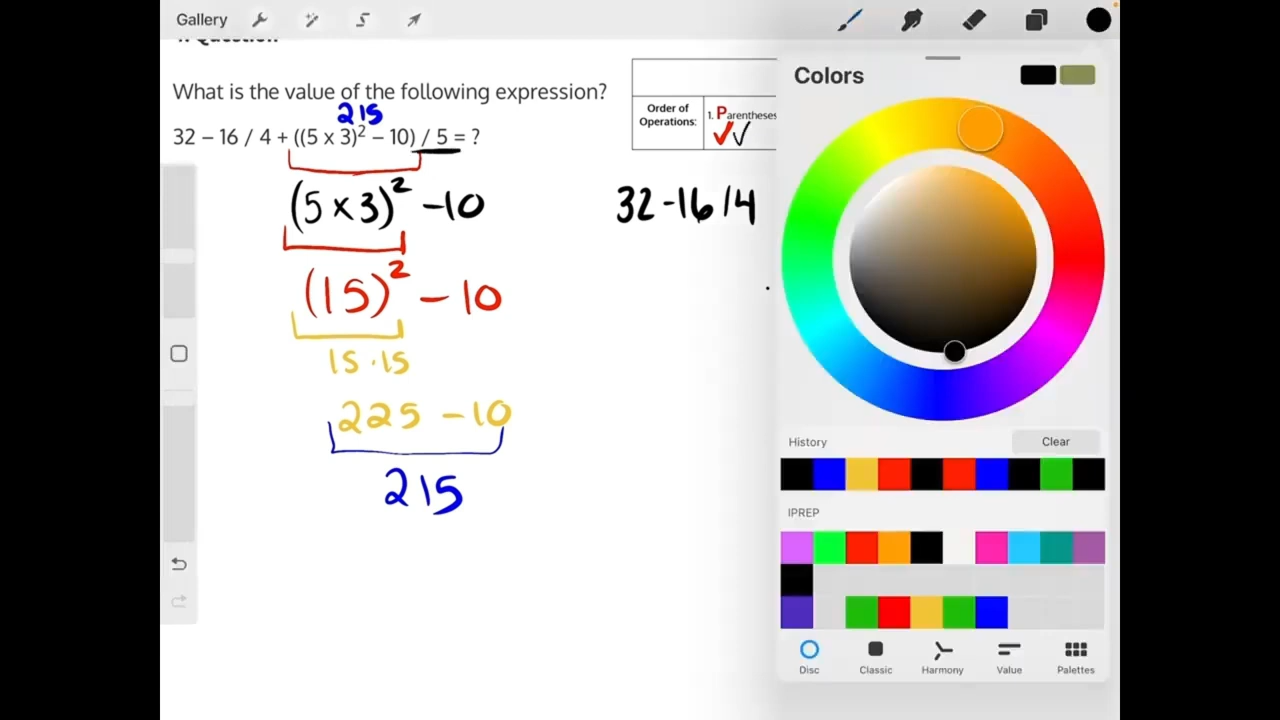 Gallery
1. Question
What is the value of the following expression?
215
32 – 16 / 4 + ((5 x 3)² – 10) / 5 = ?
Order of Operations:
1. Parentheses
(5 x 3)² -10
32 -16 /4
(15)² - 10
15 · 15
225 - 10
215
Colors
History
Clear
IPREP
Disc
Classic
Harmony
Value
Palettes